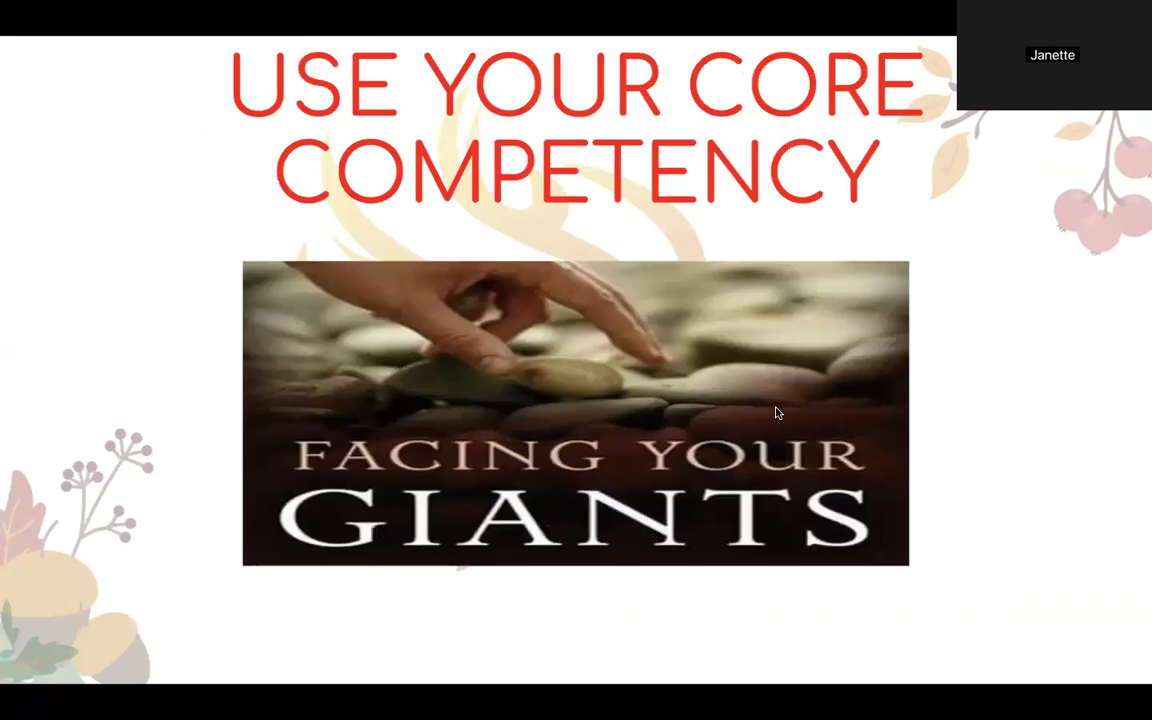 USE YOUR CORE
COMPETENCY
Janette
FACING YOUR
GIANTS